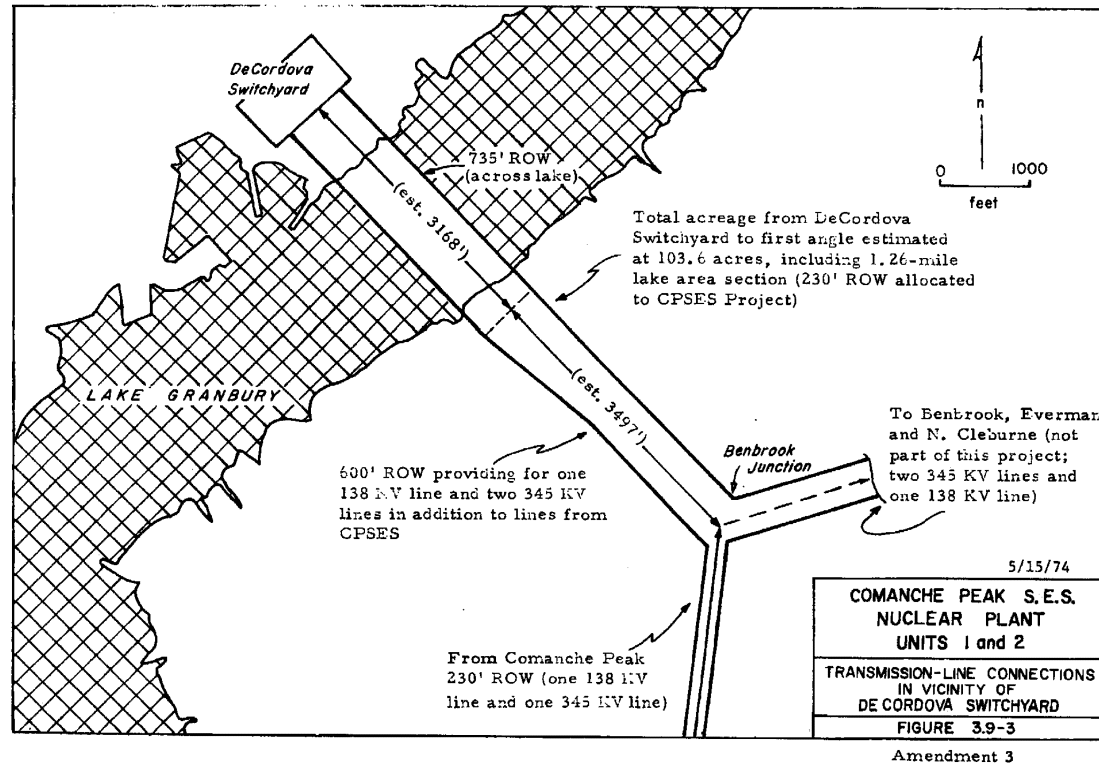 DeCordova
Switchyard
735' ROW
(across lake)
(est. 3168')
n
0 1000
feet
Total acreage from DeCordova
Switchyard to first angle estimated
at 103.6 acres, including 1.26-mile
lake area section (230' ROW allocated
to CPSES Project)
LAKE GRANBURY
(est. 3497')
600' ROW providing for one
138 KV line and two 345 KV
lines in addition to lines from
CPSES
Benbrook
Junction
To Benbrook, Everman
and N. Cleburne (not
part of this project;
two 345 KV lines and
one 138 KV line)
From Comanche Peak
230' ROW (one 138 KV
line and one 345 KV line)
5/15/74
COMANCHE PEAK S.E.S.
NUCLEAR PLANT
UNITS 1 and 2
TRANSMISSION-LINE CONNECTIONS
IN VICINITY OF
DE CORDOVA SWITCHYARD
FIGURE 3.9-3
Amendment 3